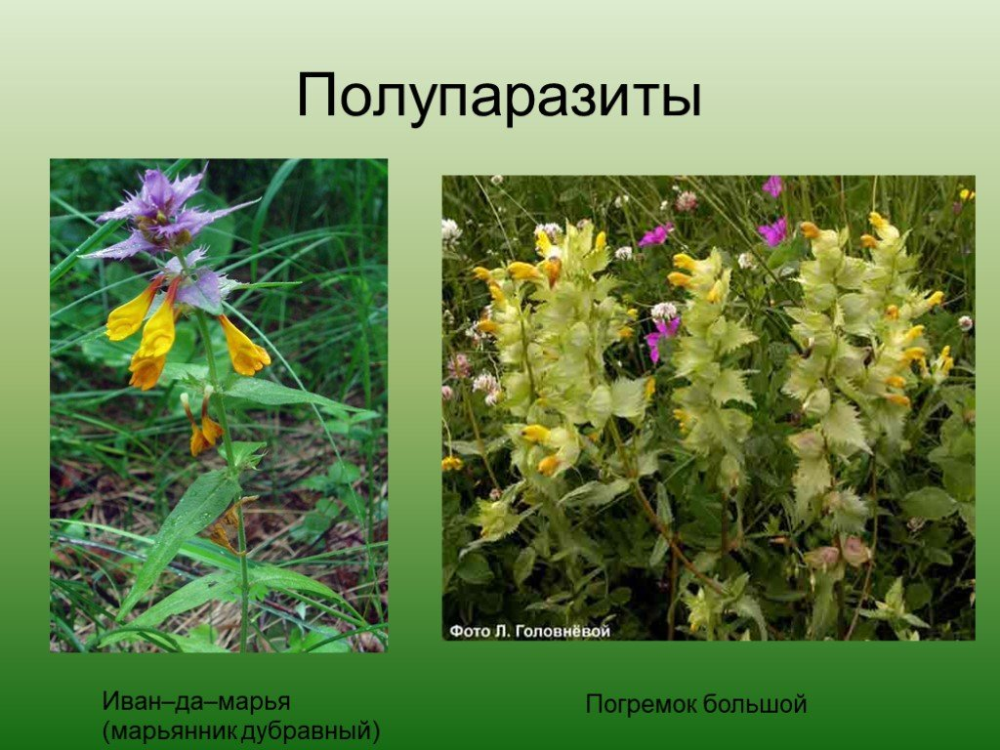 Полупаразиты
Фото Л. Головнёвой
Иван–да–марья
(марьянник дубравный)
Погремок большой